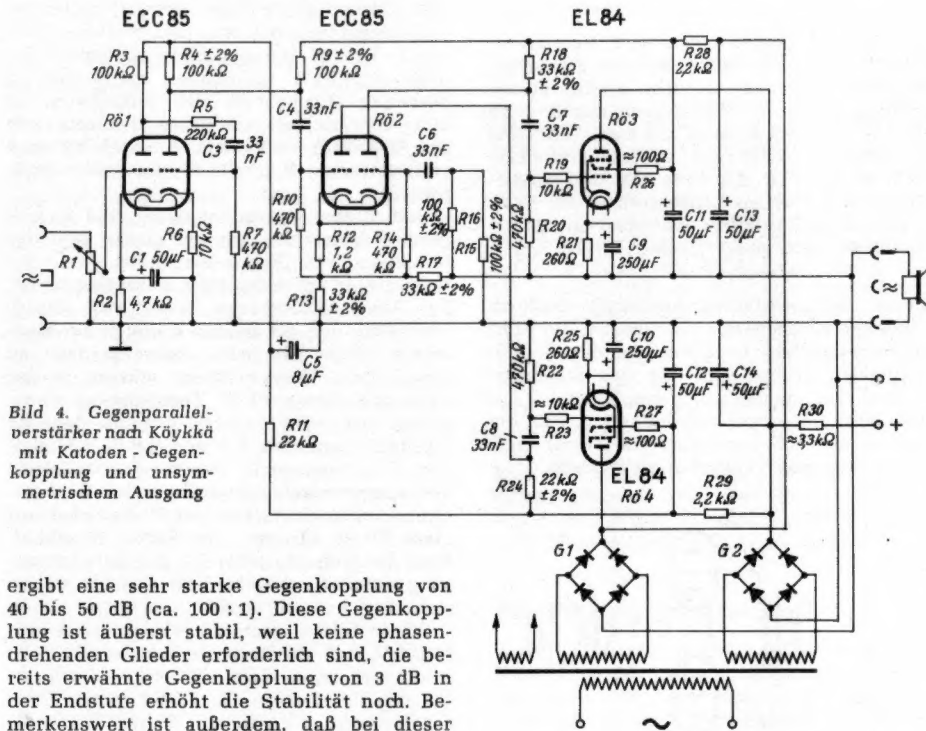 ECC85 ECC85 EL84
R3 100kΩ
R4 ±2% 100kΩ
R5 220kΩ
C3 33 nF
Rö1
R1
R2 4,7kΩ
C1 50μF
R6 10kΩ
R7 470 kΩ
C4 33nF
R9 ±2% 100kΩ
Rö2
R10 470 kΩ
C6 33nF
R12 1,2 kΩ
R14 470 kΩ
R13 33kΩ ±2%
C5 8μF
R11 22kΩ
100 kΩ ±2% R16
R15 100kΩ ±2%
R17 33kΩ ±2%
R18 33kΩ ±2%
C7 33nF
Rö3
R19 10kΩ
R20 470kΩ
R21 260Ω
C9 250μF
≈100Ω R26
R28 2,2kΩ
C11 50μF
C13 50μF
R25 260Ω
C10 250μF
R22 470kΩ
C8 33nF
≈10kΩ R23
R24 22kΩ ±2%
R27 ≈100Ω
EL84
Rö4
C12 50μF
C14 50μF
R29 2,2kΩ
R30 ≈3,3kΩ
≈
≈
−
+
G1
G2
~
Bild 4. Gegenparallel-
verstärker nach Köykkä
mit Katoden-Gegen-
kopplung und unsym-
metrischem Ausgang
ergibt eine sehr starke Gegenkopplung von
40 bis 50 dB (ca. 100 : 1). Diese Gegenkopp-
lung ist äußerst stabil, weil keine phasen-
drehenden Glieder erforderlich sind, die be-
reits erwähnte Gegenkopplung von 3 dB in
der Endstufe erhöht die Stabilität noch. Be-
merkenswert ist außerdem, daß bei dieser